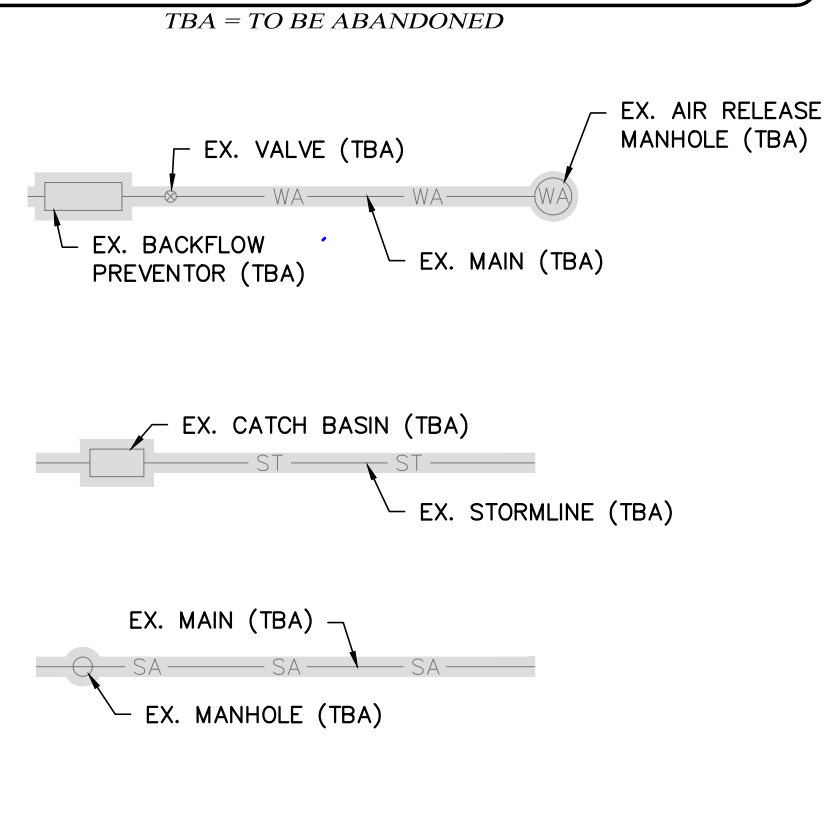 TBA = TO BE ABANDONED
EX. AIR RELEASE
MANHOLE (TBA)
EX. VALVE (TBA)
WA
WA
WA
EX. BACKFLOW
PREVENTOR (TBA)
EX. MAIN (TBA)
EX. CATCH BASIN (TBA)
ST
ST
EX. STORMLINE (TBA)
EX. MAIN (TBA)
SA
SA
SA
EX. MANHOLE (TBA)